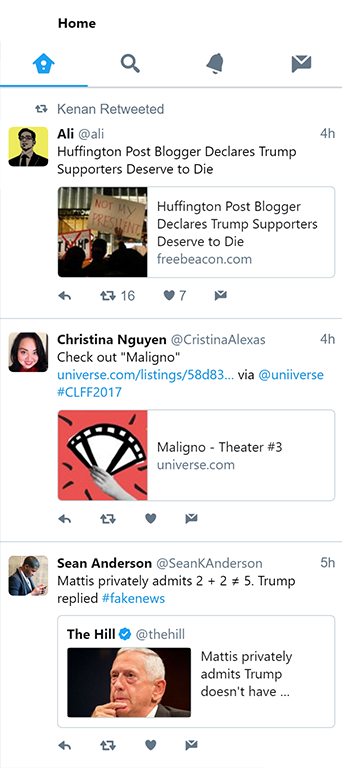 Home
Kenan Retweeted
Ali @ali 4h
Huffington Post Blogger Declares Trump
Supporters Deserve to Die
NOT MY
PRESIDENT
Huffington Post Blogger
Declares Trump Supporters
Deserve to Die
freebeacon.com
16 7
Christina Nguyen @CristinaAlexas 4h
Check out "Maligno"
universe.com/listings/58d83... via @uniiverse
#CLFF2017
Maligno - Theater #3
universe.com
Sean Anderson @SeanKAnderson 5h
Mattis privately admits 2 + 2 ≠ 5. Trump
replied #fakenews
The Hill @thehill
Mattis privately
admits Trump
doesn't have ...